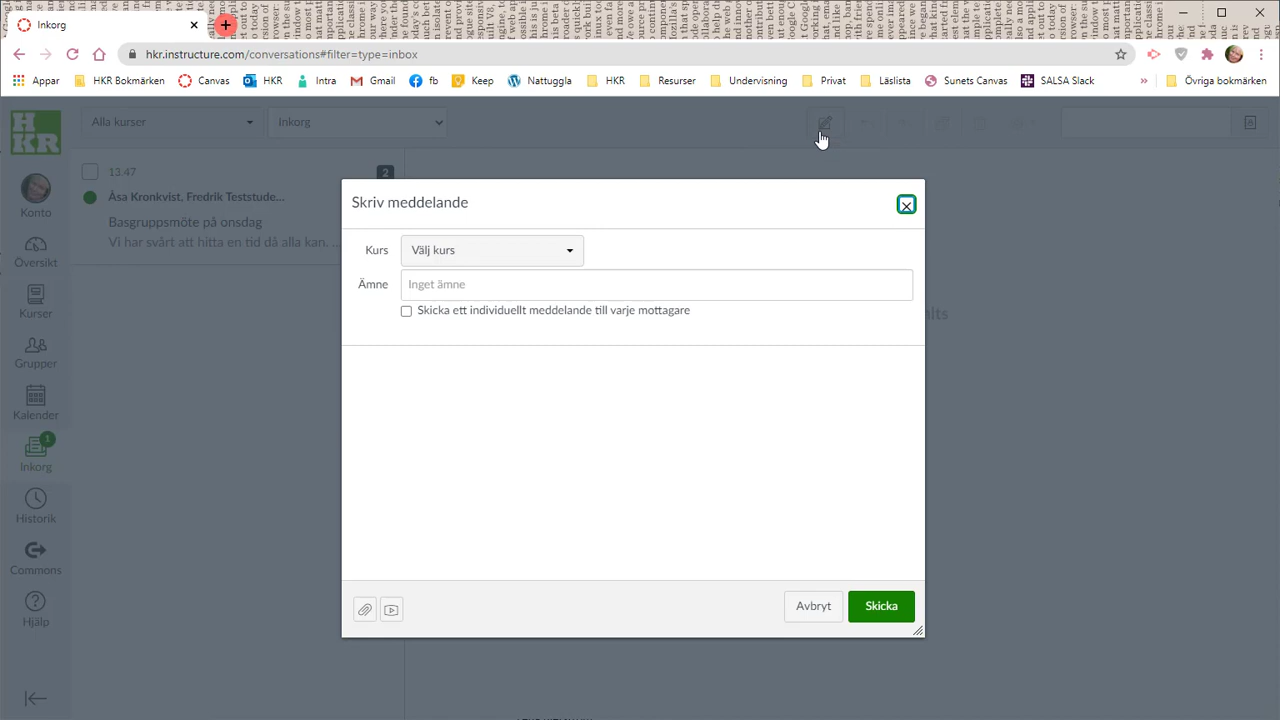 Inkorg
hkr.instructure.com/conversations#filter=type=inbox
Appar HKR Bokmärken Canvas HKR Intra Gmail fb Keep Nattuggla HKR Resurser Undervisning Privat Läslista Sunets Canvas SALSA Slack » Övriga bokmärken
HKR
Alla kurser Inkorg
13.47 2
Åsa Kronkvist, Fredrik Teststude...
Basgruppsmöte på onsdag
Vi har svårt att hitta en tid då alla kan. ...
Konto
Översikt
Kurser
Grupper
Kalender
1
Inkorg
Historik
Commons
Hjälp
Skriv meddelande
Kurs Välj kurs
Ämne Inget ämne
Skicka ett individuellt meddelande till varje mottagare
Avbryt Skicka